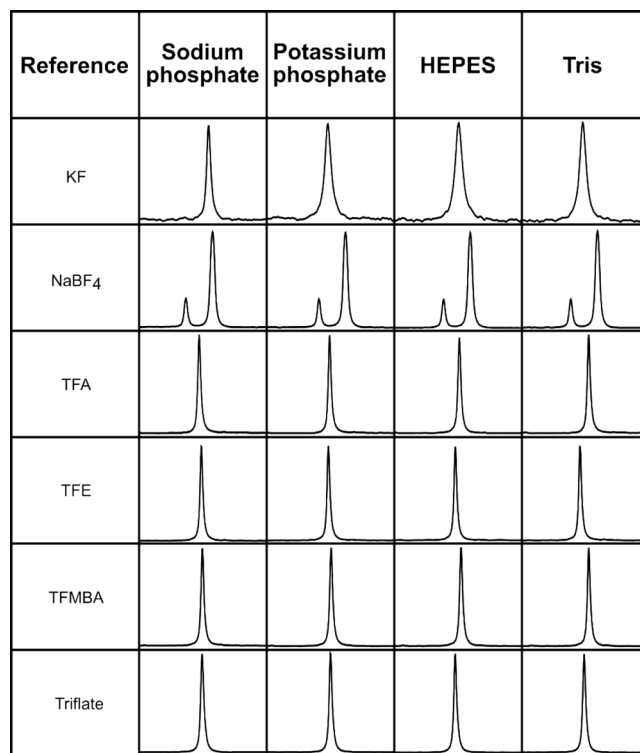 Reference
Sodium
phosphate
Potassium
phosphate
HEPES
Tris
KF
NaBF4
TFA
TFE
TFMBA
Triflate